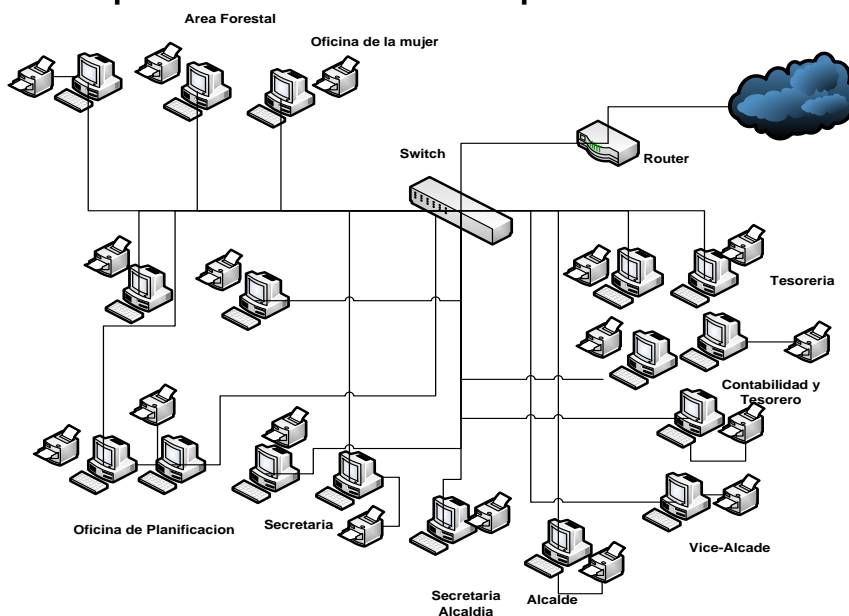 Area Forestal
Oficina de la mujer
Switch
Router
Tesoreria
Contabilidad y
Tesorero
Oficina de Planificacion
Secretaria
Vice-Alcade
Secretaria
Alcaldia
Alcalde